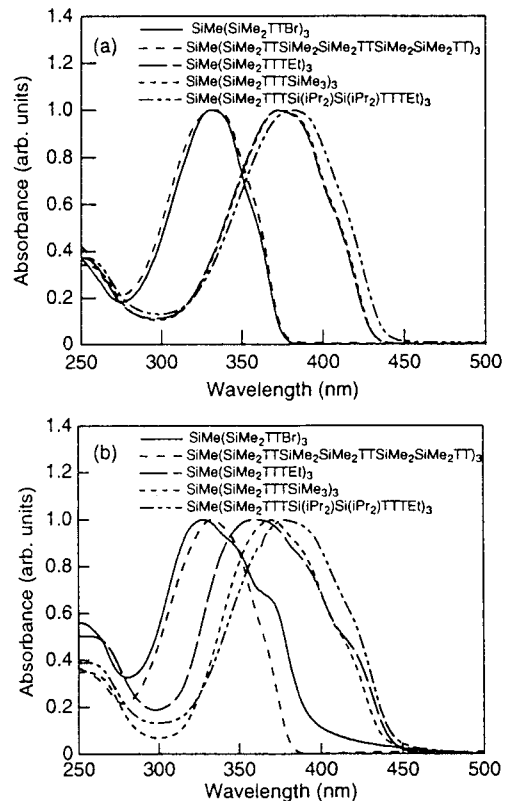 (a)
SiMe(SiMe₂TTBr)₃
SiMe(SiMe₂TTSiMe₂SiMe₂TTSiMe₂SiMe₂TT)₃
SiMe(SiMe₂TTTEt)₃
SiMe(SiMe₂TTTSiMe₃)₃
SiMe(SiMe₂TTTSi(iPr₂)Si(iPr₂)TTTEt)₃
1.4
1.2
1.0
0.8
0.6
0.4
0.2
0
Absorbance (arb. units)
250 300 350 400 450 500
Wavelength (nm)
(b)
SiMe(SiMe₂TTBr)₃
SiMe(SiMe₂TTSiMe₂SiMe₂TTSiMe₂SiMe₂TT)₃
SiMe(SiMe₂TTTEt)₃
SiMe(SiMe₂TTTSiMe₃)₃
SiMe(SiMe₂TTTSi(iPr₂)Si(iPr₂)TTTEt)₃
1.4
1.2
1.0
0.8
0.6
0.4
0.2
0
Absorbance (arb. units)
250 300 350 400 450 500
Wavelength (nm)